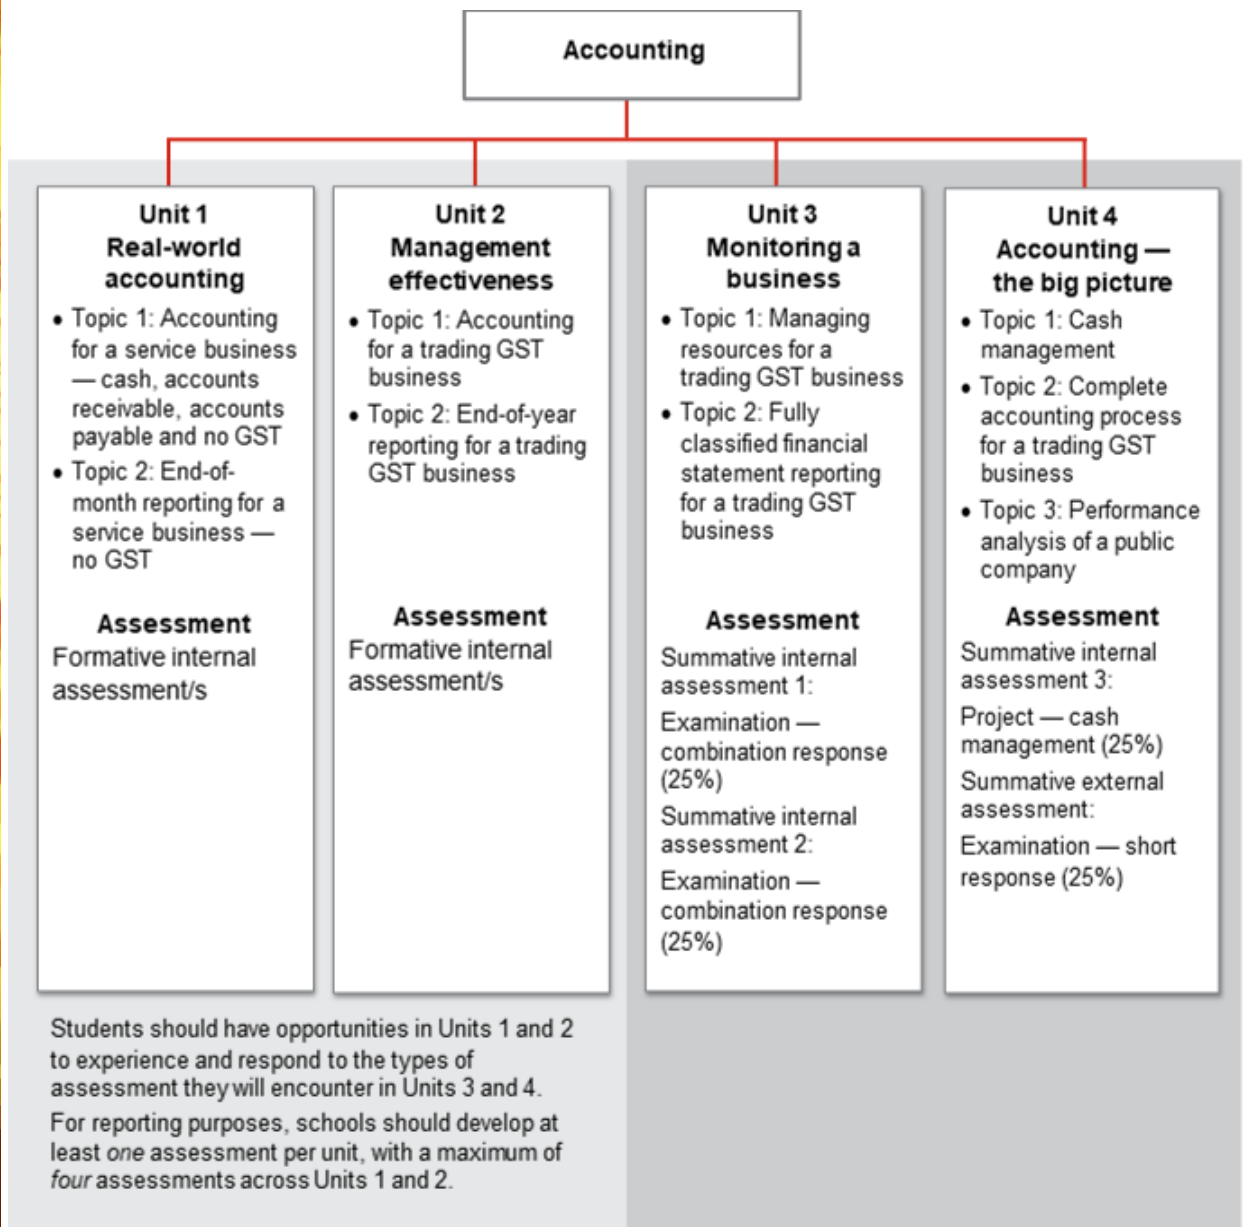 Accounting
Unit 1
Real-world
accounting
• Topic 1: Accounting
for a service business
— cash, accounts
receivable, accounts
payable and no GST
• Topic 2: End-of-
month reporting for a
service business —
no GST
Assessment
Formative internal
assessment/s
Unit 2
Management
effectiveness
• Topic 1: Accounting
for a trading GST
business
• Topic 2: End-of-year
reporting for a trading
GST business
Assessment
Formative internal
assessment/s
Unit 3
Monitoring a
business
• Topic 1: Managing
resources for a
trading GST business
• Topic 2: Fully
classified financial
statement reporting
for a trading GST
business
Assessment
Summative internal
assessment 1:
Examination —
combination response
(25%)
Summative internal
assessment 2:
Examination —
combination response
(25%)
Unit 4
Accounting —
the big picture
• Topic 1: Cash
management
• Topic 2: Complete
accounting process
for a trading GST
business
• Topic 3: Performance
analysis of a public
company
Assessment
Summative internal
assessment 3:
Project — cash
management (25%)
Summative external
assessment:
Examination — short
response (25%)
Students should have opportunities in Units 1 and 2
to experience and respond to the types of
assessment they will encounter in Units 3 and 4.
For reporting purposes, schools should develop at
least one assessment per unit, with a maximum of
four assessments across Units 1 and 2.